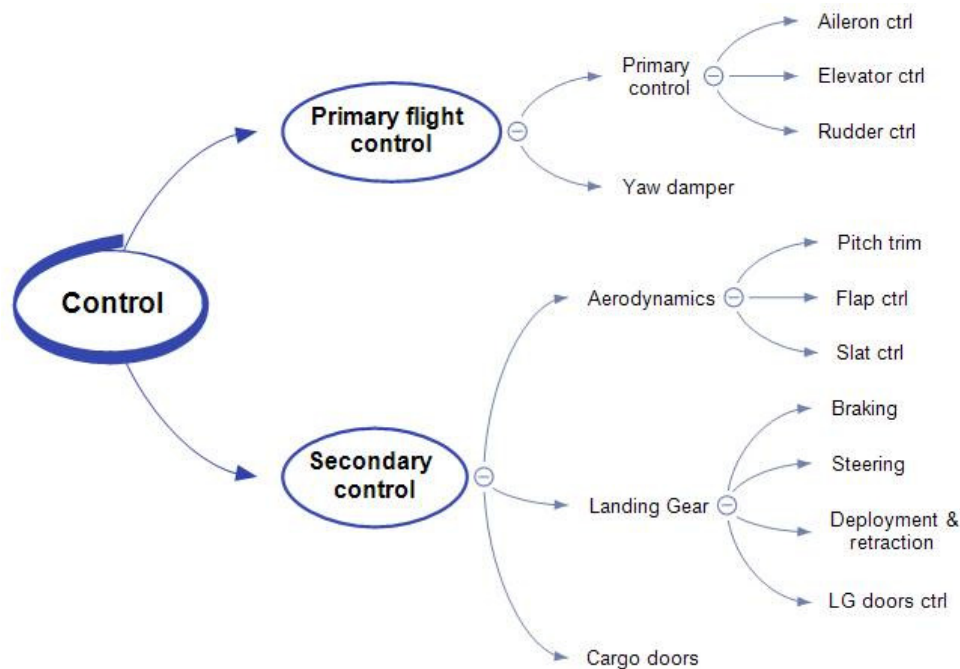 Control
Primary flight
control
Primary
control
Aileron ctrl
Elevator ctrl
Rudder ctrl
Yaw damper
Secondary
control
Aerodynamics
Pitch trim
Flap ctrl
Slat ctrl
Landing Gear
Braking
Steering
Deployment &
retraction
LG doors ctrl
Cargo doors